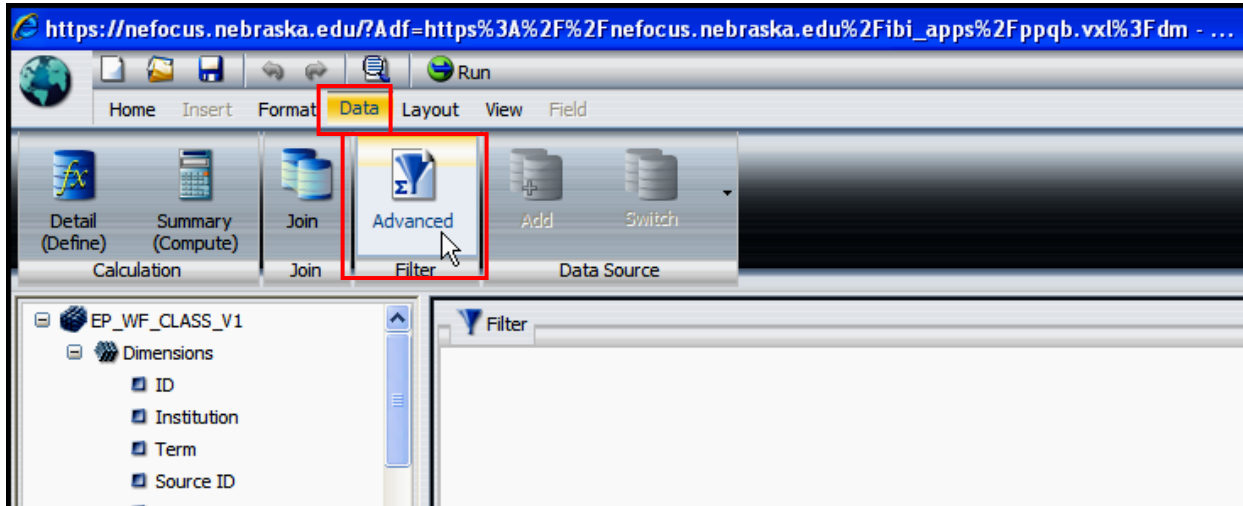 https://nefocus.nebraska.edu/?Adf=https%3A%2F%2Fnefocus.nebraska.edu%2Fibi_apps%2Fppqb.vxl%3Fdm - ...
Run
Home Insert Format Data Layout View Field
Detail (Define)
Summary (Compute)
Join
Advanced
Add
Switch
Calculation Join Filter Data Source
EP_WF_CLASS_V1
Filter
Dimensions
ID
Institution
Term
Source ID